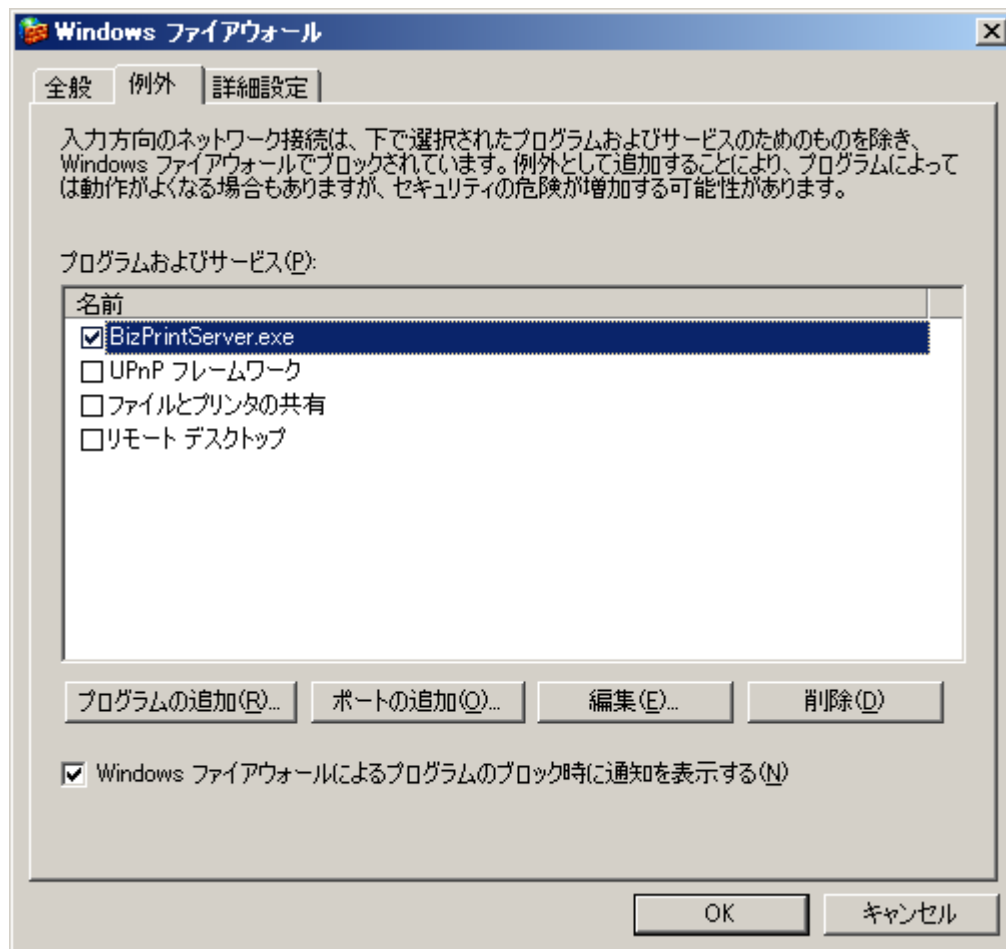 Windows ファイアウォール
全般
例外
詳細設定
入力方向のネットワーク接続は、下で選択されたプログラムおよびサービスのためのものを除き、
Windows ファイアウォールでブロックされています。例外として追加することにより、プログラムによって
は動作がよくなる場合もありますが、セキュリティの危険が増加する可能性があります。
プログラムおよびサービス(P):
名前
BizPrintServer.exe
UPnP フレームワーク
ファイルとプリンタの共有
リモート デスクトップ
プログラムの追加(R)...
ポートの追加(O)...
編集(E)...
削除(D)
Windows ファイアウォールによるプログラムのブロック時に通知を表示する(N)
OK
キャンセル